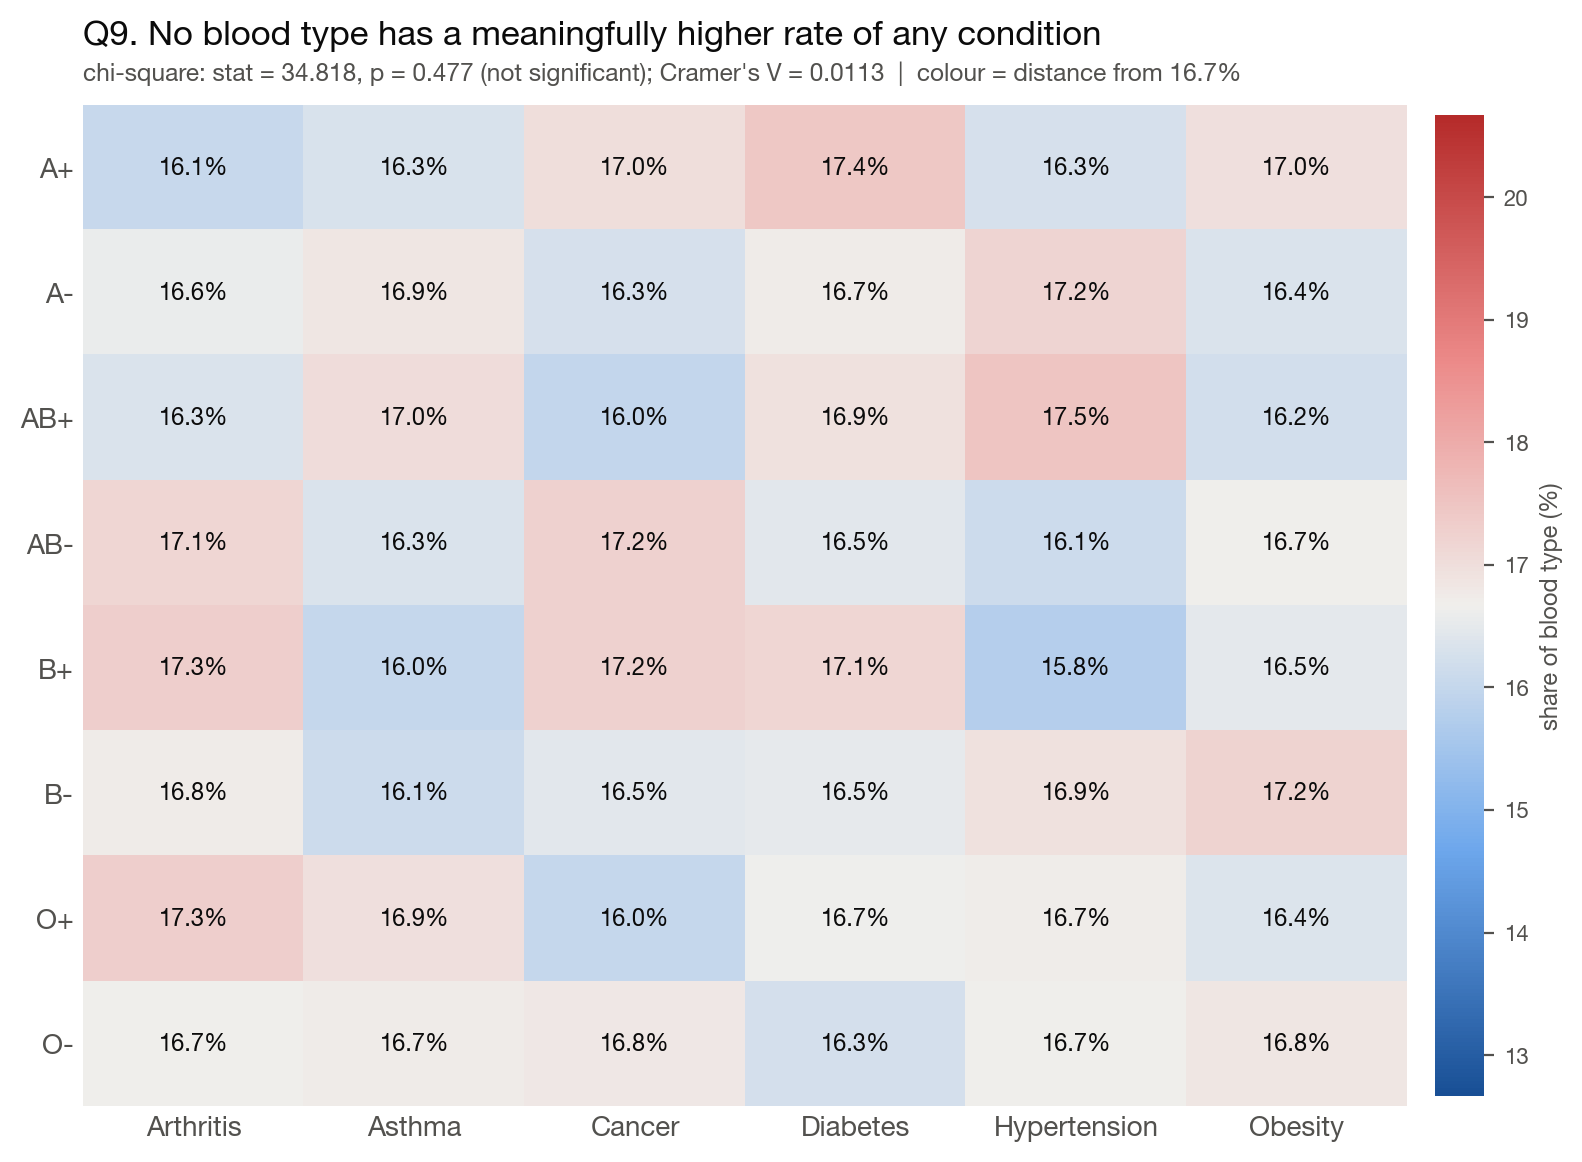 Q9. No blood type has a meaningfully higher rate of any condition
chi-square: stat = 34.818, p = 0.477 (not significant); Cramer's V = 0.0113 | colour = distance from 16.7%
A+ 16.1% 16.3% 17.0% 17.4% 16.3% 17.0%
A- 16.6% 16.9% 16.3% 16.7% 17.2% 16.4%
AB+ 16.3% 17.0% 16.0% 16.9% 17.5% 16.2%
AB- 17.1% 16.3% 17.2% 16.5% 16.1% 16.7%
B+ 17.3% 16.0% 17.2% 17.1% 15.8% 16.5%
B- 16.8% 16.1% 16.5% 16.5% 16.9% 17.2%
O+ 17.3% 16.9% 16.0% 16.7% 16.7% 16.4%
O- 16.7% 16.7% 16.8% 16.3% 16.7% 16.8%
Arthritis Asthma Cancer Diabetes Hypertension Obesity
20
19
18
17
16
15
14
13
share of blood type (%)